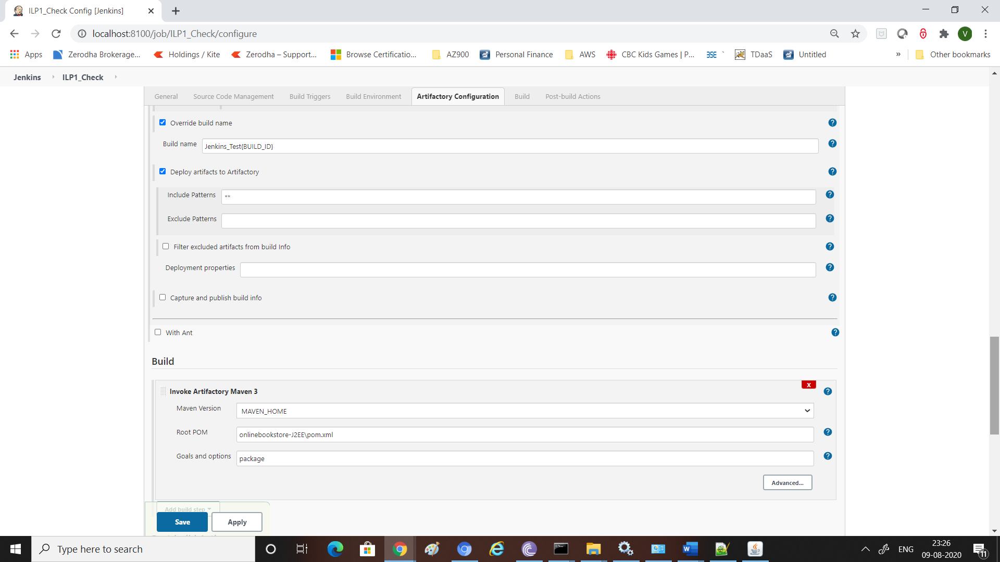 ILP1_Check Config [Jenkins]
localhost:8100/job/ILP1_Check/configure
V
Apps Zerodha Brokerage... Holdings / Kite Zerodha – Support... Browse Certificatio... AZ900 Personal Finance AWS CBC Kids Games | P... BSE ` TDaaS Untitled » Other bookmarks
Jenkins ILP1_Check
General Source Code Management Build Triggers Build Environment Artifactory Configuration Build Post-build Actions
Override build name
Build name Jenkins_Test{BUILD_ID}
Deploy artifacts to Artifactory
Include Patterns **
Exclude Patterns
Filter excluded artifacts from build Info
Deployment properties
Capture and publish build info
With Ant
Build
X
Invoke Artifactory Maven 3
Maven Version MAVEN_HOME
Root POM onlinebookstore-J2EE\pom.xml
Goals and options package
Advanced...
Add build step
Save Apply
Type here to search
ENG
23:26
09-08-2020
11